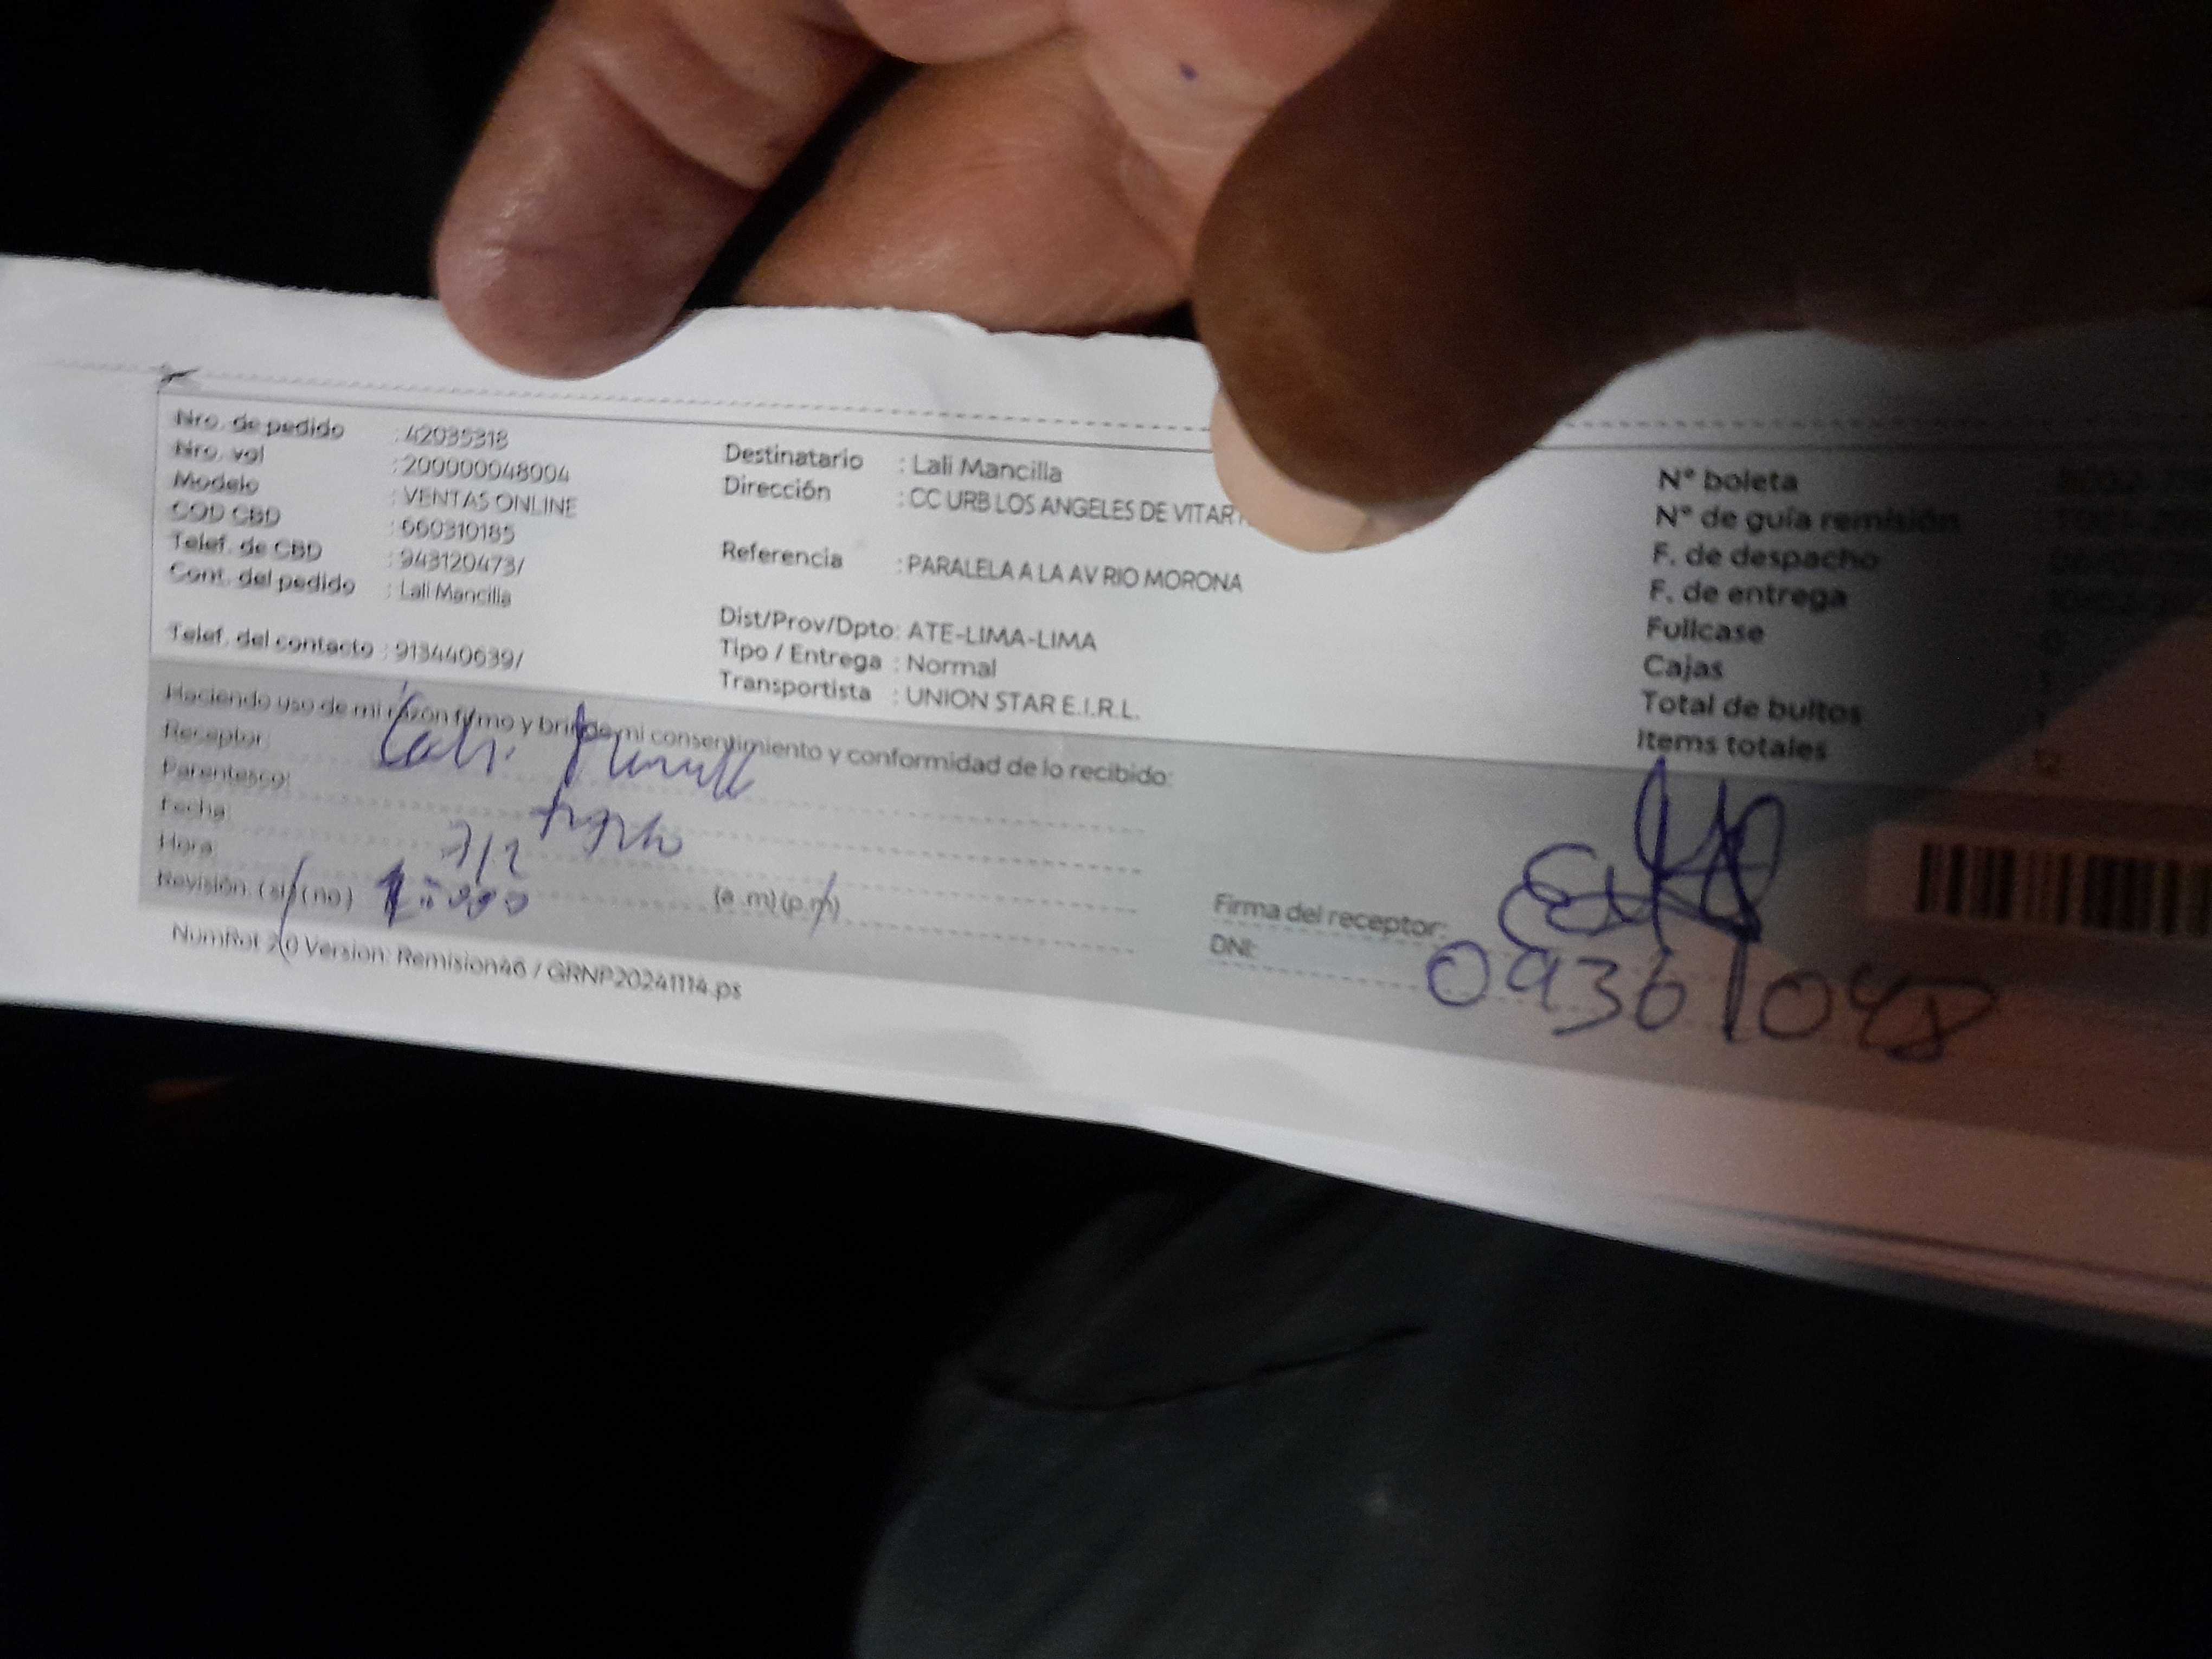 Nro. de pedido : 42035318
Nro. vol : 200000048004
Modelo : VENTAS ONLINE
COD CBD : 660310185
Telef. de CBD : 943120473/
Cont. del pedido : Lali Mancilla
Telef. del contacto : 913440639/
Destinatario : Lali Mancilla
Dirección : CC URB LOS ANGELES DE VITAR
Referencia : PARALELA A LA AV RIO MORONA
Dist/Prov/Dpto: ATE-LIMA-LIMA
Tipo / Entrega : Normal
Transportista : UNION STAR E.I.R.L.
N° boleta
N° de guía remisión
F. de despacho
F. de entrega
Fullcase
Cajas
Total de bultos
Items totales : 12
Haciendo uso de mi razón firmo y brindo mi consentimiento y conformidad de lo recibido:
Receptor: Lali
Parentesco:
Fecha:
Hora: (a.m) (p.m)
Revisión: (si) (no)
Firma del receptor:
DNI: 09361048
NumRot 2.0 Version: Remision46 / GRNP20241114.ps